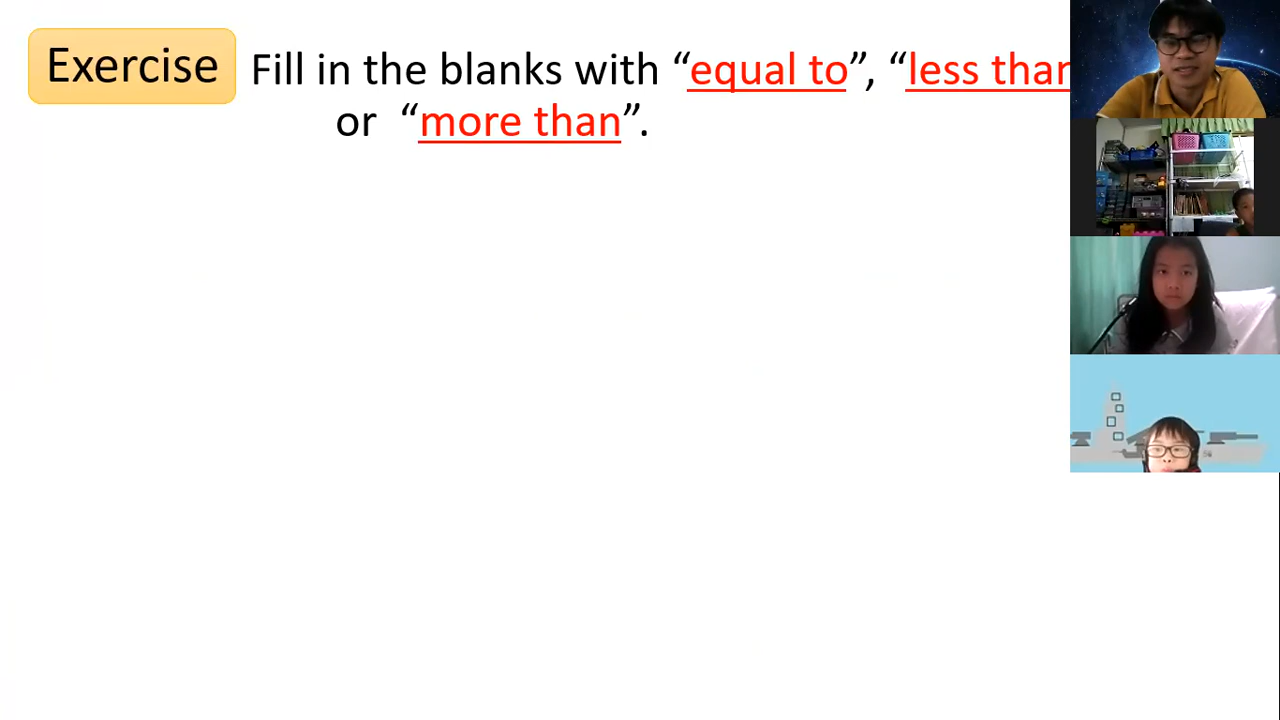 Exercise Fill in the blanks with “equal to”, “less than
or “more than”.